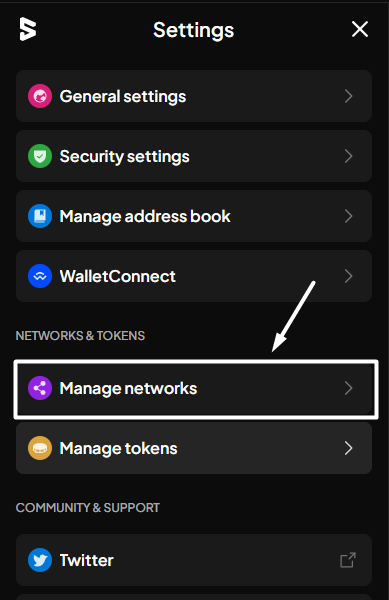 Settings
General settings
Security settings
Manage address book
WalletConnect
NETWORKS & TOKENS
Manage networks
Manage tokens
COMMUNITY & SUPPORT
Twitter